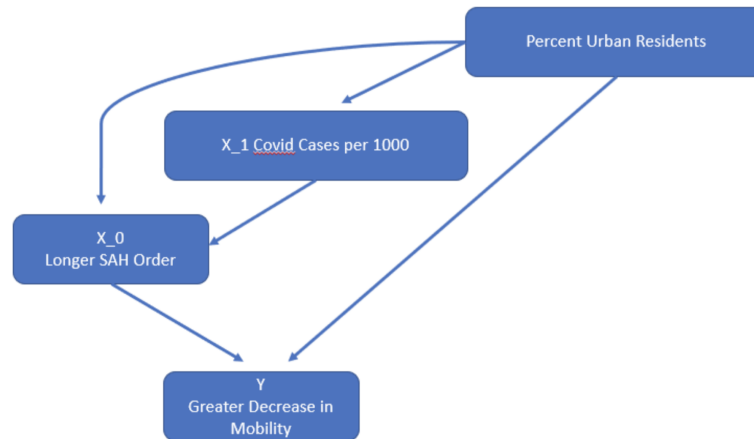 Percent Urban Residents
X_1 Covid Cases per 1000
X_0
Longer SAH Order
Y
Greater Decrease in
Mobility